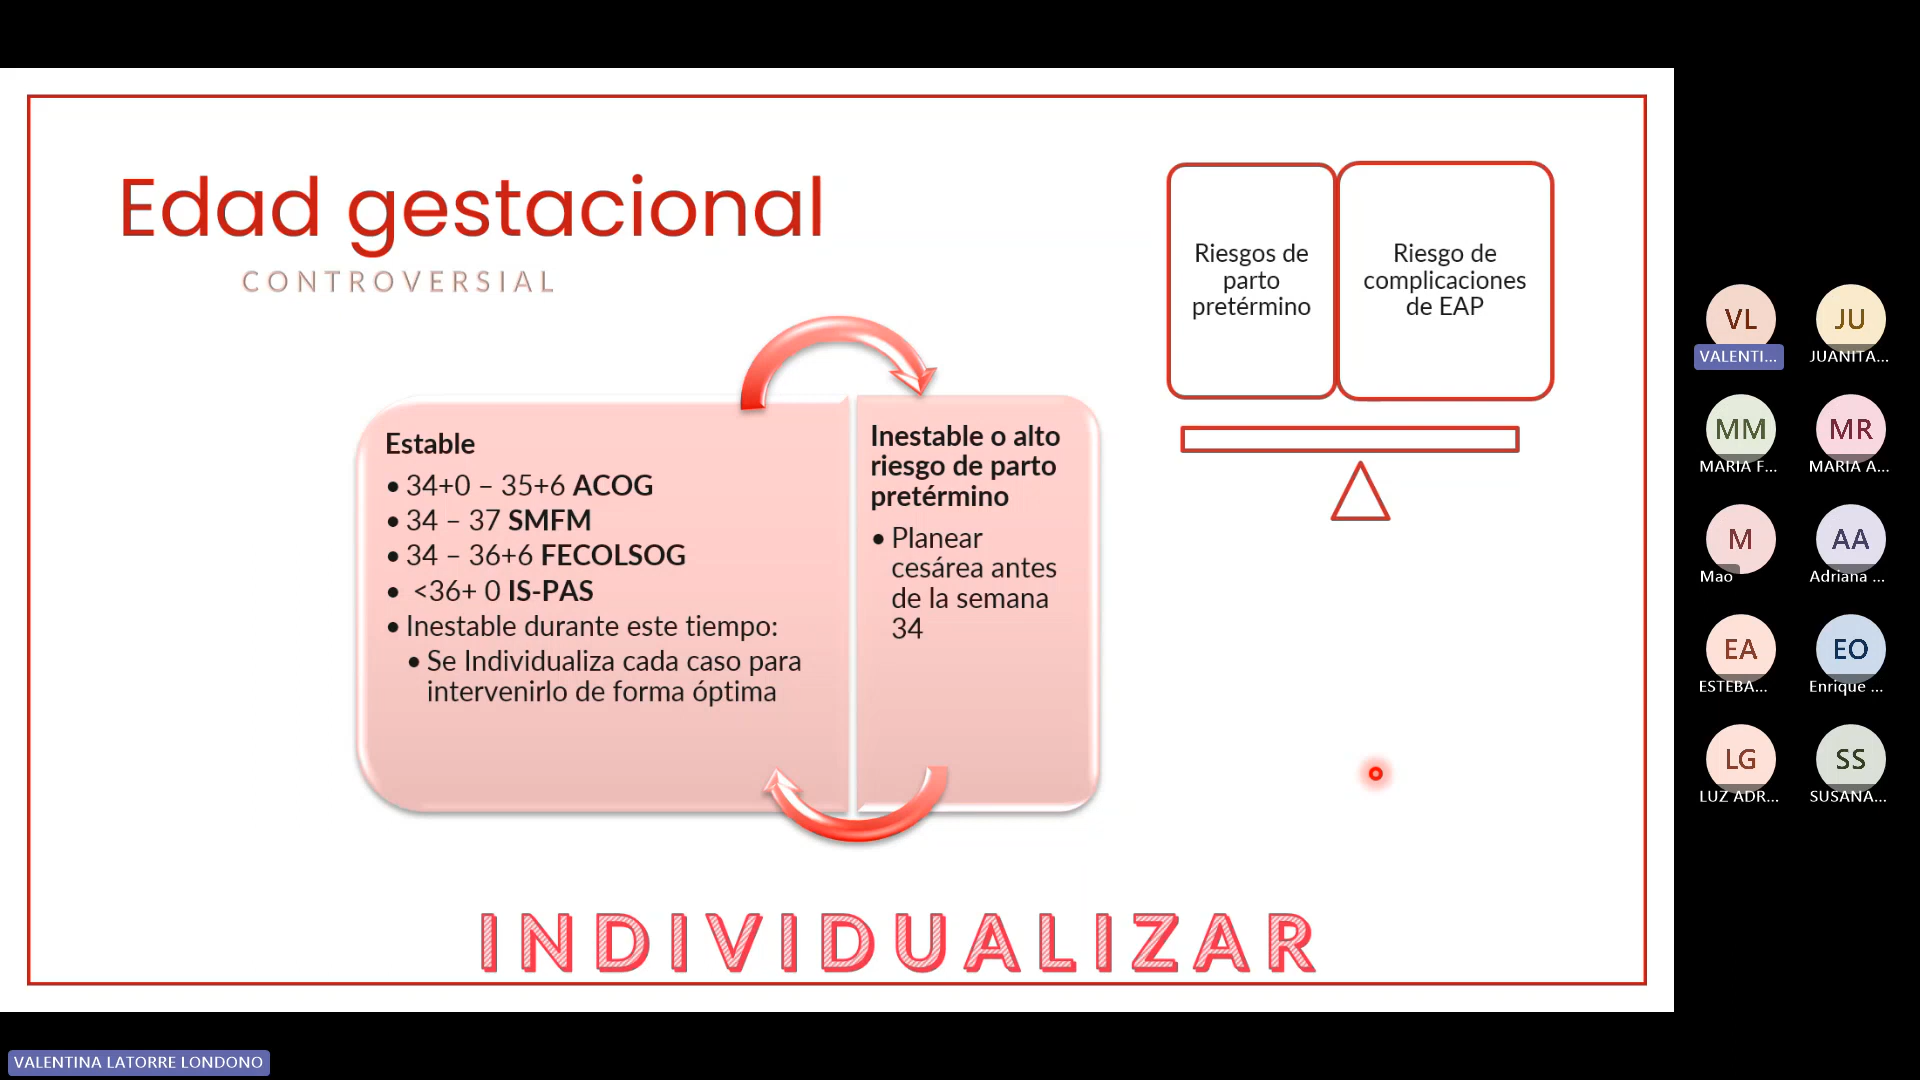 Edad gestacional
CONTROVERSIAL
Estable
• 34+0 – 35+6 ACOG
• 34 – 37 SMFM
• 34 – 36+6 FECOLSOG
• <36+ 0 IS-PAS
• Inestable durante este tiempo:
• Se Individualiza cada caso para
intervenirlo de forma óptima
Inestable o alto
riesgo de parto
pretérmino
• Planear
cesárea antes
de la semana
34
Riesgos de
parto
pretérmino
Riesgo de
complicaciones
de EAP
INDIVIDUALIZAR
VL
VALENTI...
JU
JUANITA...
MM
MARIA F...
MR
MARIA A...
M
Mao
AA
Adriana ...
EA
ESTEBA...
EO
Enrique ...
LG
LUZ ADR...
SS
SUSANA...
VALENTINA LATORRE LONDONO